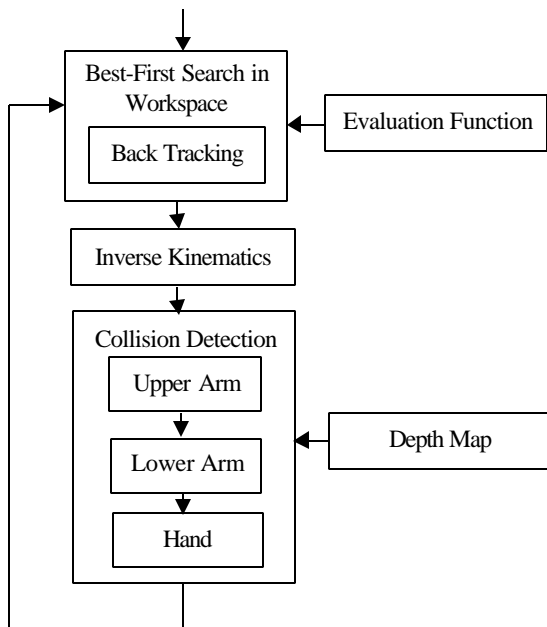 Best-First Search in
Workspace
Evaluation Function
Back Tracking
Inverse Kinematics
Collision Detection
Upper Arm
Depth Map
Lower Arm
Hand